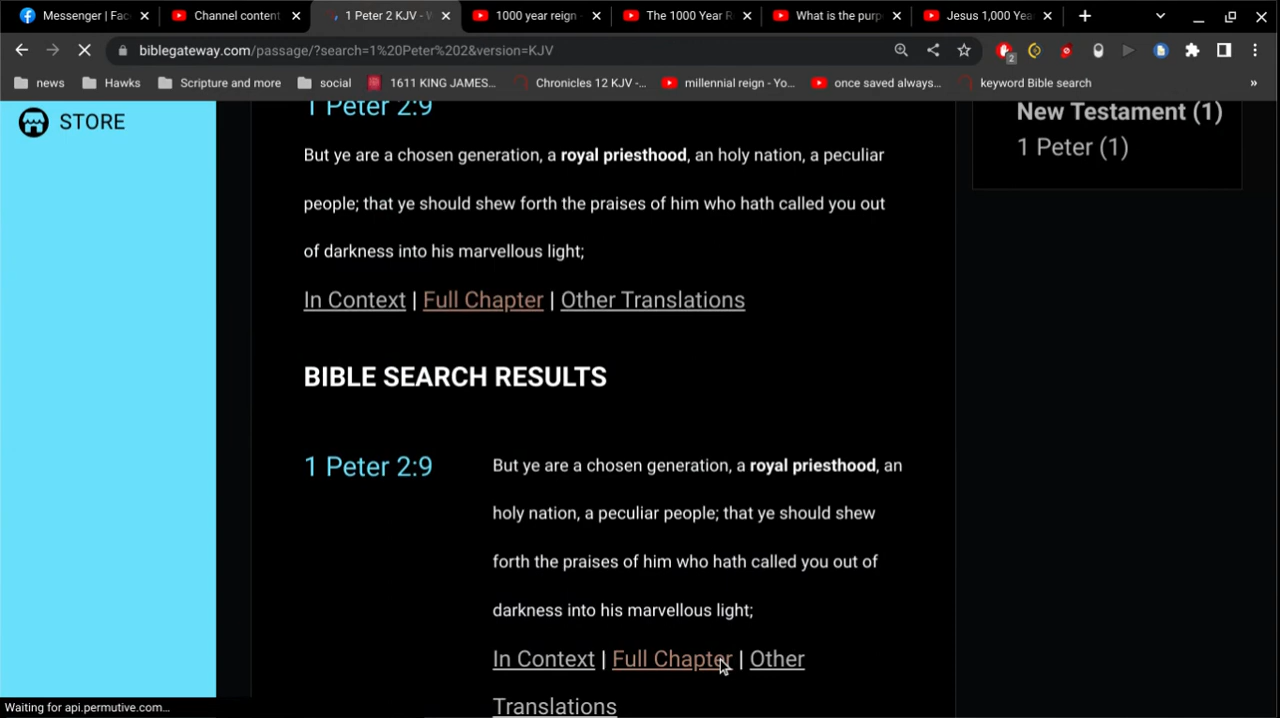 Messenger | Fac
Channel content
1 Peter 2 KJV - W
1000 year reign -
The 1000 Year R
What is the purp
Jesus 1,000 Yea
biblegateway.com/passage/?search=1%20Peter%202&version=KJV
2
news
Hawks
Scripture and more
social
1611 KING JAMES...
Chronicles 12 KJV -...
millennial reign - Yo...
once saved always...
keyword Bible search
»
STORE
1 Peter 2:9
But ye are a chosen generation, a royal priesthood, an holy nation, a peculiar
people; that ye should shew forth the praises of him who hath called you out
of darkness into his marvellous light;
In Context | Full Chapter | Other Translations
New Testament (1)
1 Peter (1)
BIBLE SEARCH RESULTS
1 Peter 2:9
But ye are a chosen generation, a royal priesthood, an
holy nation, a peculiar people; that ye should shew
forth the praises of him who hath called you out of
darkness into his marvellous light;
In Context | Full Chapter | Other
Translations
Waiting for api.permutive.com...